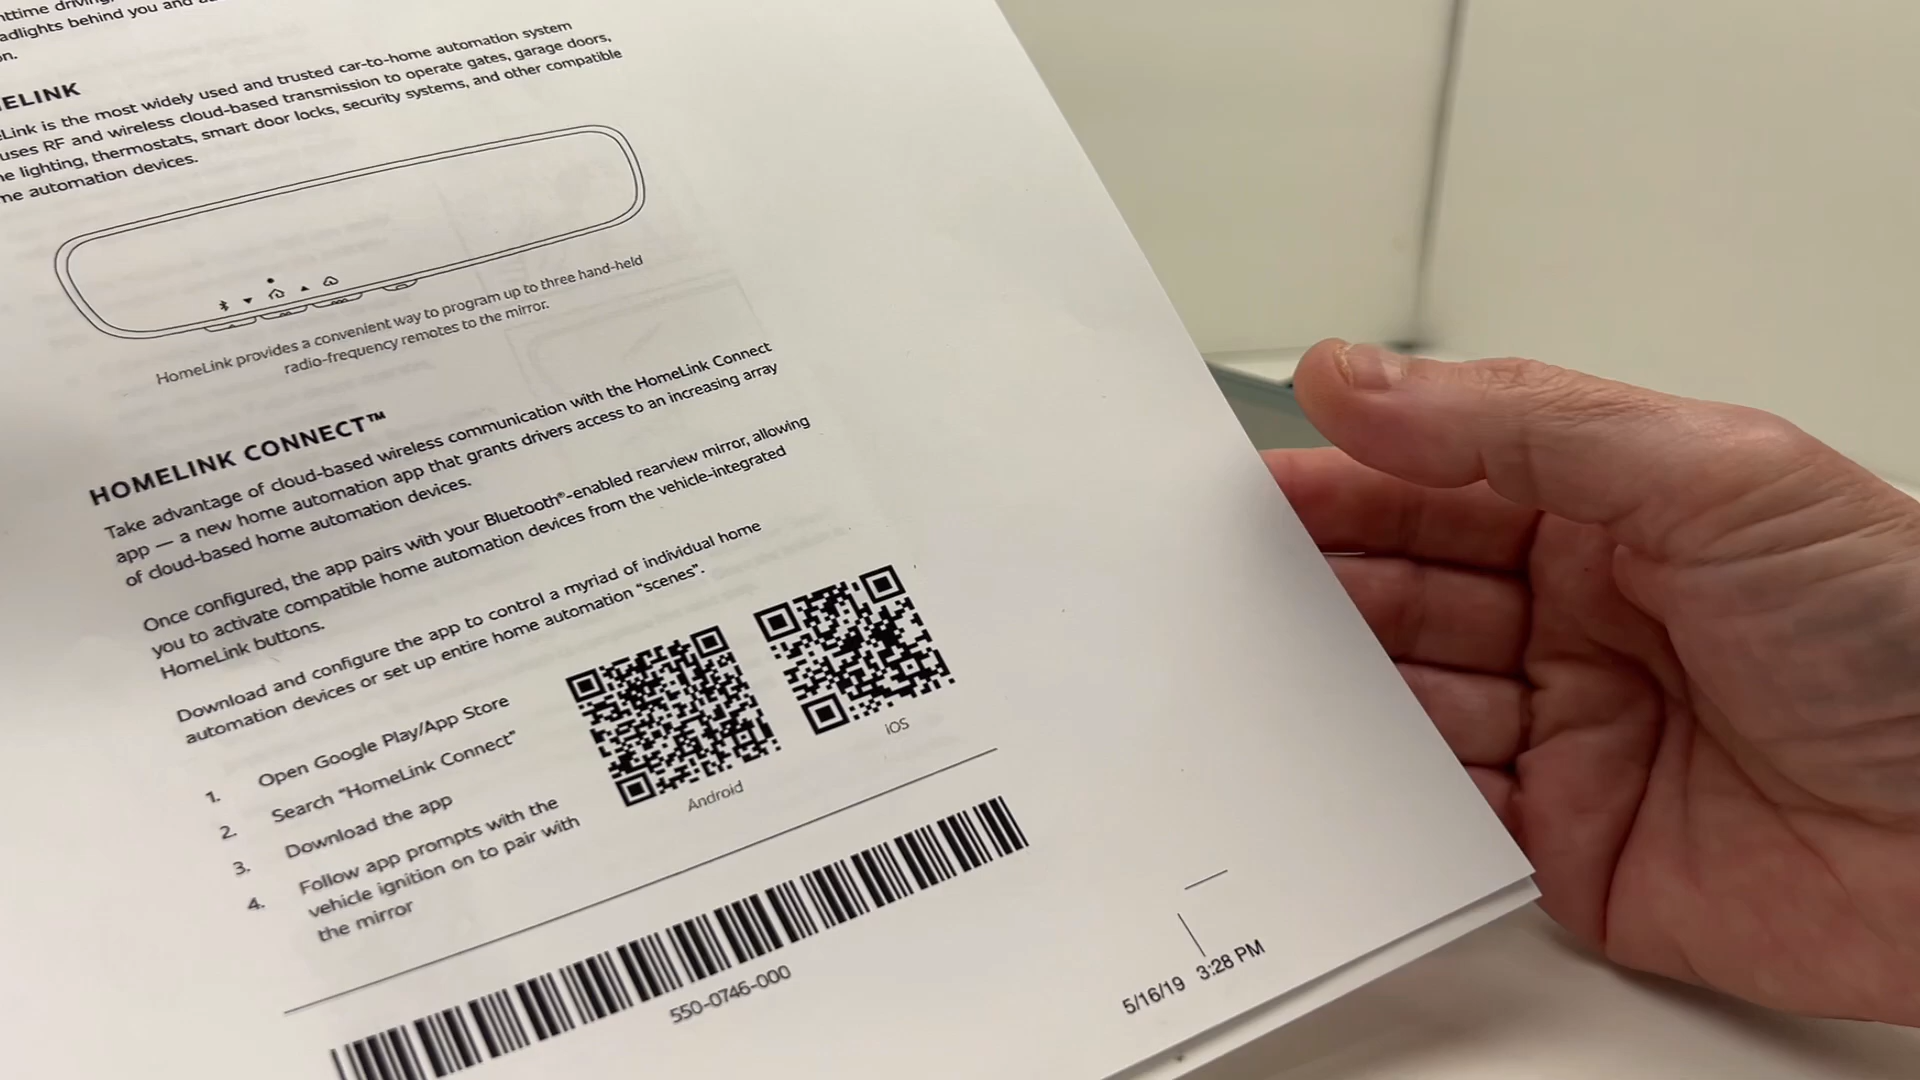 driving,
headlights behind you and
on.
ELINK
Link is the most widely used and trusted car-to-home automation system
uses RF and wireless cloud-based transmission to operate gates, garage doors,
lighting, thermostats, smart door locks, security systems, and other compatible
me automation devices.
HomeLink provides a convenient way to program up to three hand-held
radio-frequency remotes to the mirror.
HOMELINK CONNECT™
Take advantage of cloud-based wireless communication with the HomeLink Connect
app — a new home automation app that grants drivers access to an increasing array
of cloud-based home automation devices.
Once configured, the app pairs with your Bluetooth®-enabled rearview mirror, allowing
you to activate compatible home automation devices from the vehicle-integrated
HomeLink buttons.
Download and configure the app to control a myriad of individual home
automation devices or set up entire home automation “scenes”.
1. Open Google Play/App Store
2. Search “HomeLink Connect”
3. Download the app
4. Follow app prompts with the
vehicle ignition on to pair with
the mirror
Android
iOS
550-0746-000
5/16/19 3:28 PM